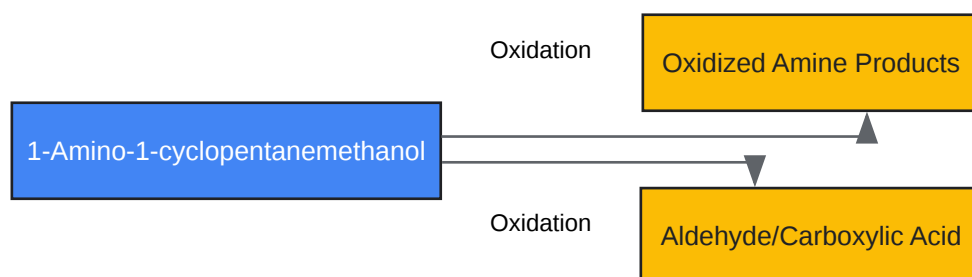 Oxidation
Oxidized Amine Products
1-Amino-1-cyclopentanemethanol
Oxidation
Aldehyde/Carboxylic Acid